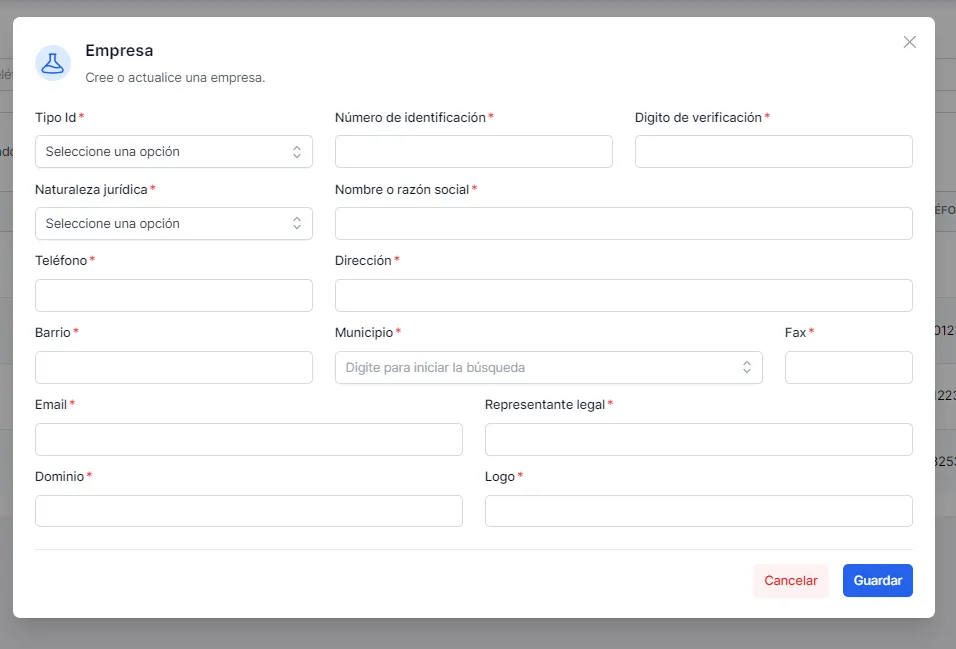 Empresa
Cree o actualice una empresa.
Tipo Id*
Número de identificación*
Digito de verificación*
Seleccione una opción
Naturaleza jurídica*
Nombre o razón social*
Seleccione una opción
Teléfono*
Dirección*
Barrio*
Municipio*
Fax*
Digite para iniciar la búsqueda
Email*
Representante legal*
Dominio*
Logo*
Cancelar
Guardar